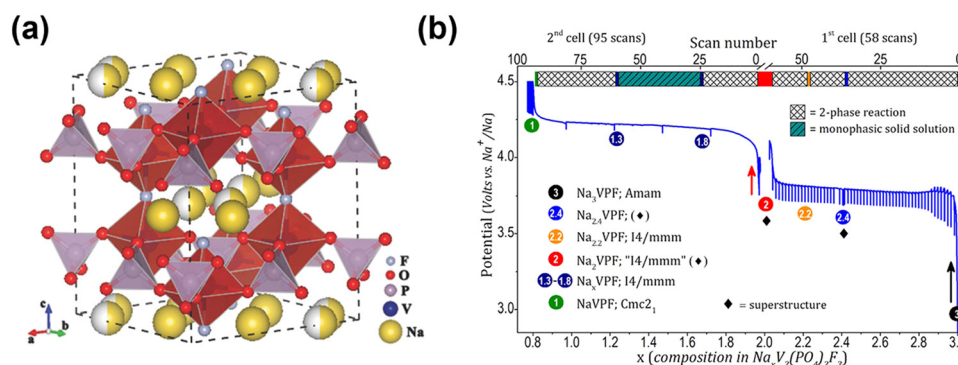 (a)
c
a
b
F
O
P
V
Na
(b)
2nd cell (95 scans)
Scan number
1st cell (58 scans)
100 75 50 25 0 50 25 0
= 2-phase reaction
= monophasic solid solution
4.5
4.0
3.5
3.0
Potential (Volts vs. Na+/Na)
1
1.3
1.8
2
2.2
2.4
3
3 Na3VPF; Amam
2.4 Na2.4VPF; (♦)
2.2 Na2.2VPF; I4/mmm
2 Na2VPF; "I4/mmm" (♦)
1.3-1.8 NaxVPF; I4/mmm
1 NaVPF; Cmc21
♦ = superstructure
0.8 1.0 1.2 1.4 1.6 1.8 2.0 2.2 2.4 2.6 2.8 3.0
x (composition in NaxV2(PO4)2F3)